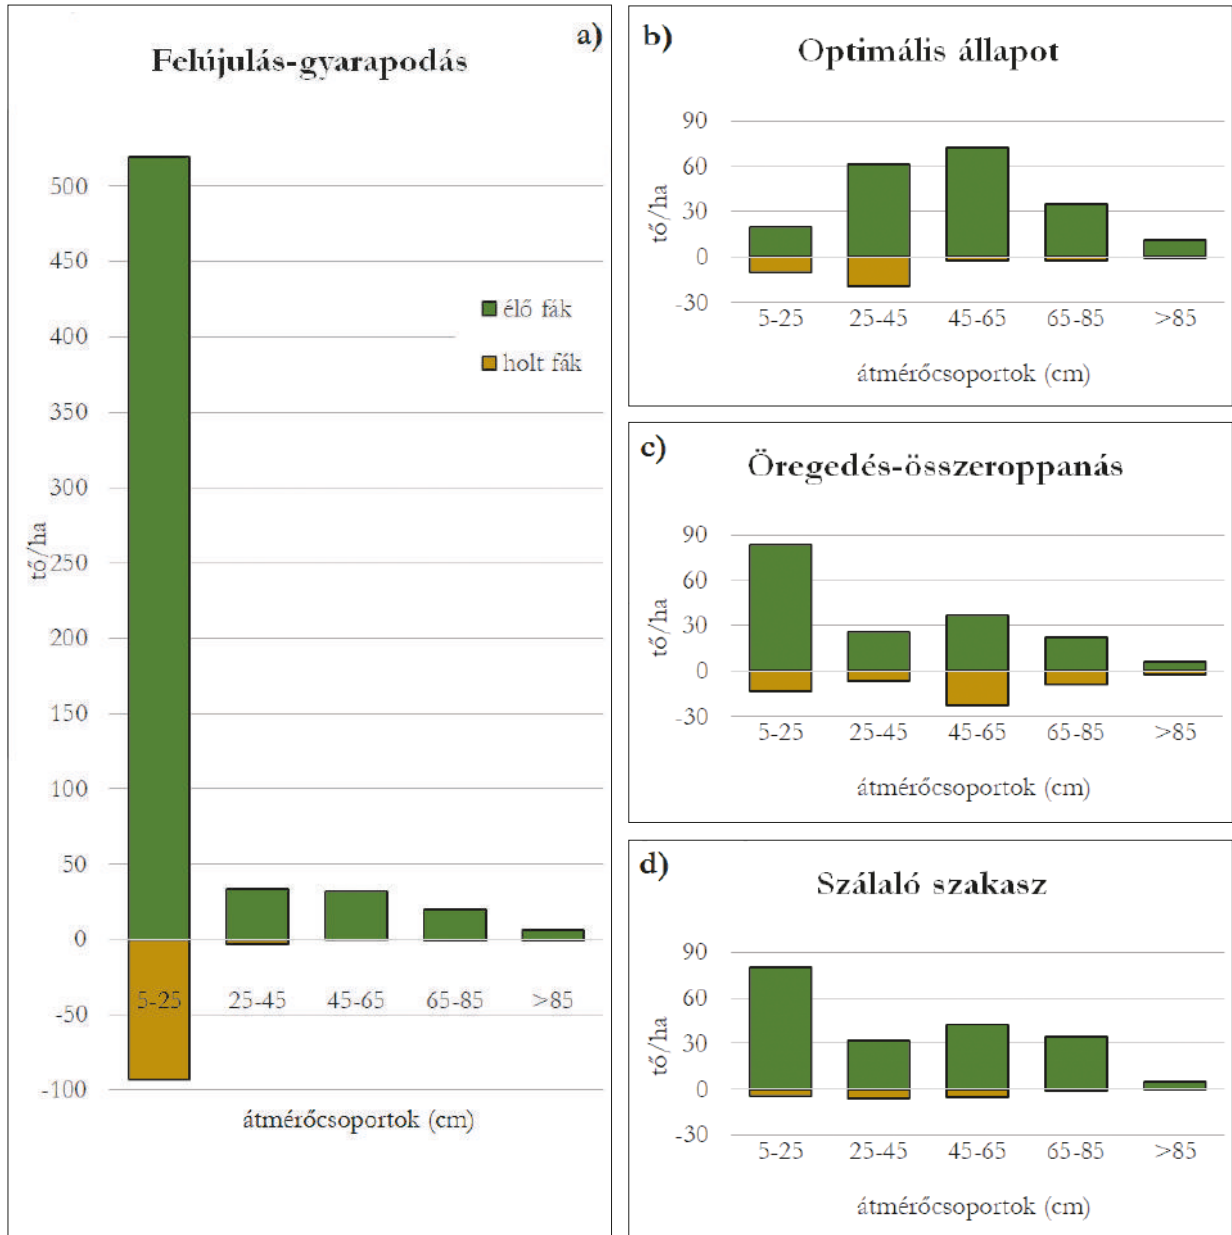 a)
Felújulás-gyarapodás
500
450
400
350
300
250
200
150
100
50
0
-50
-100
tő/ha
élő fák
holt fák
5-25 25-45 45-65 65-85 >85
átmérőcsoportok (cm)
b)
Optimális állapot
90
60
30
0
-30
tő/ha
5-25 25-45 45-65 65-85 >85
átmérőcsoportok (cm)
c)
Öregedés-összeroppanás
90
60
30
0
-30
tő/ha
5-25 25-45 45-65 65-85 >85
átmérőcsoportok (cm)
d)
Szálaló szakasz
90
60
30
0
-30
tő/ha
5-25 25-45 45-65 65-85 >85
átmérőcsoportok (cm)